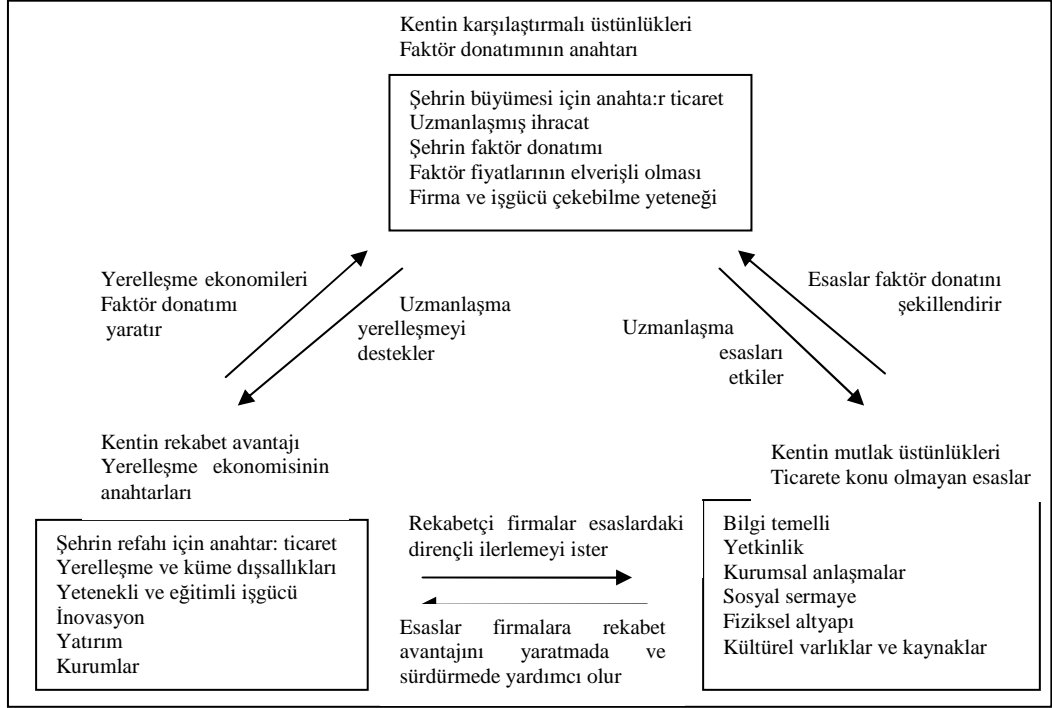 Kentin karşılaştırmalı üstünlükleri
Faktör donatımının anahtarı
Şehrin büyümesi için anahta:r ticaret
Uzmanlaşmış ihracat
Şehrin faktör donatımı
Faktör fiyatlarının elverişli olması
Firma ve işgücü çekebilme yeteneği
Yerelleşme ekonomileri
Faktör donatımı
yaratır
Uzmanlaşma
yerelleşmeyi
destekler
Uzmanlaşma
esasları
etkiler
Esaslar faktör donatını
şekillendirir
Kentin rekabet avantajı
Yerelleşme ekonomisinin
anahtarları
Şehrin refahı için anahtar: ticaret
Yerelleşme ve küme dışsallıkları
Yetenekli ve eğitimli işgücü
İnovasyon
Yatırım
Kurumlar
Rekabetçi firmalar esaslardaki
dirençli ilerlemeyi ister
Esaslar firmalara rekabet
avantajını yaratmada ve
sürdürmede yardımcı olur
Kentin mutlak üstünlükleri
Ticarete konu olmayan esaslar
Bilgi temelli
Yetkinlik
Kurumsal anlaşmalar
Sosyal sermaye
Fiziksel altyapı
Kültürel varlıklar ve kaynaklar